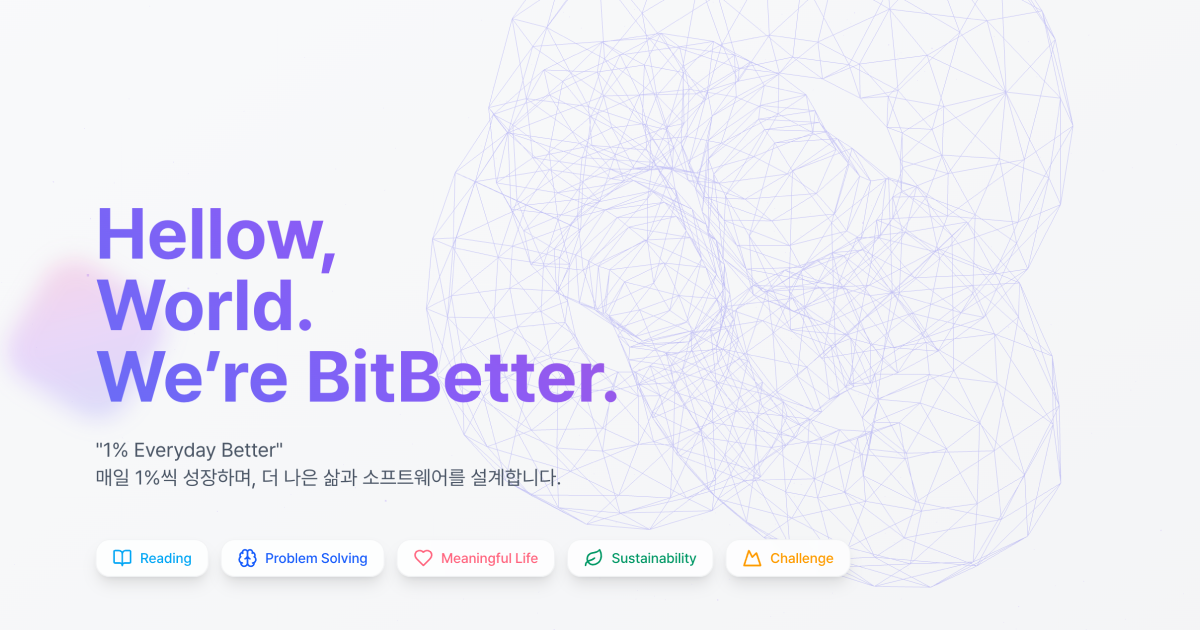 Hellow,
World.
We’re BitBetter.
"1% Everyday Better"
매일 1%씩 성장하며, 더 나은 삶과 소프트웨어를 설계합니다.
Reading
Problem Solving
Meaningful Life
Sustainability
Challenge